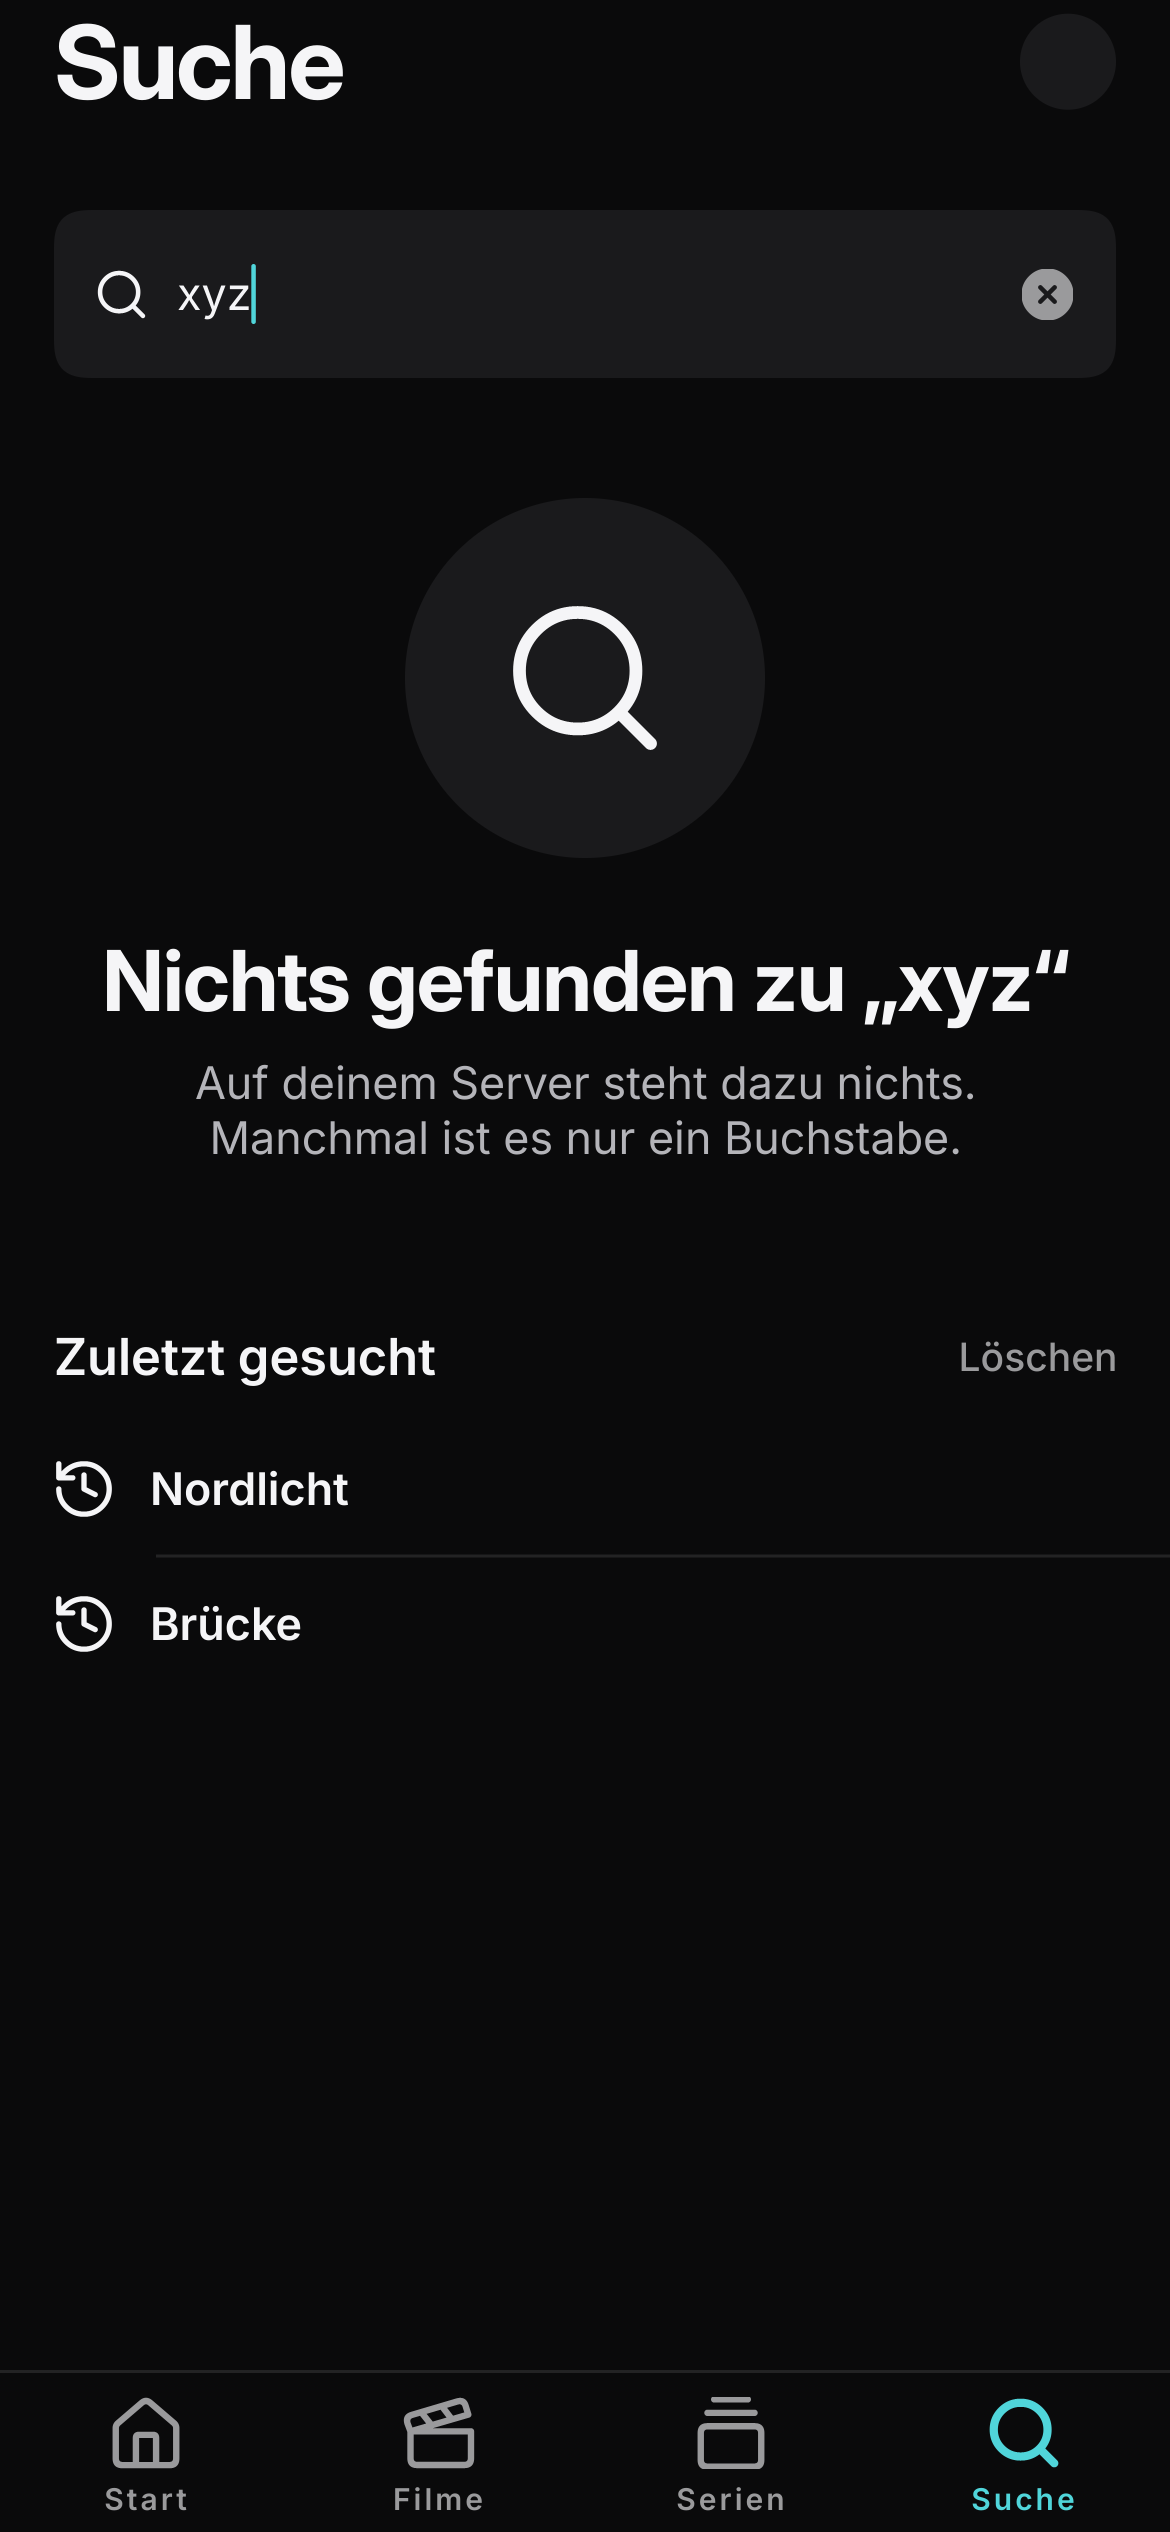 Suche
xyz
Nichts gefunden zu „xyz“
Auf deinem Server steht dazu nichts.
Manchmal ist es nur ein Buchstabe.
Zuletzt gesucht
Löschen
Nordlicht
Brücke
Start
Filme
Serien
Suche